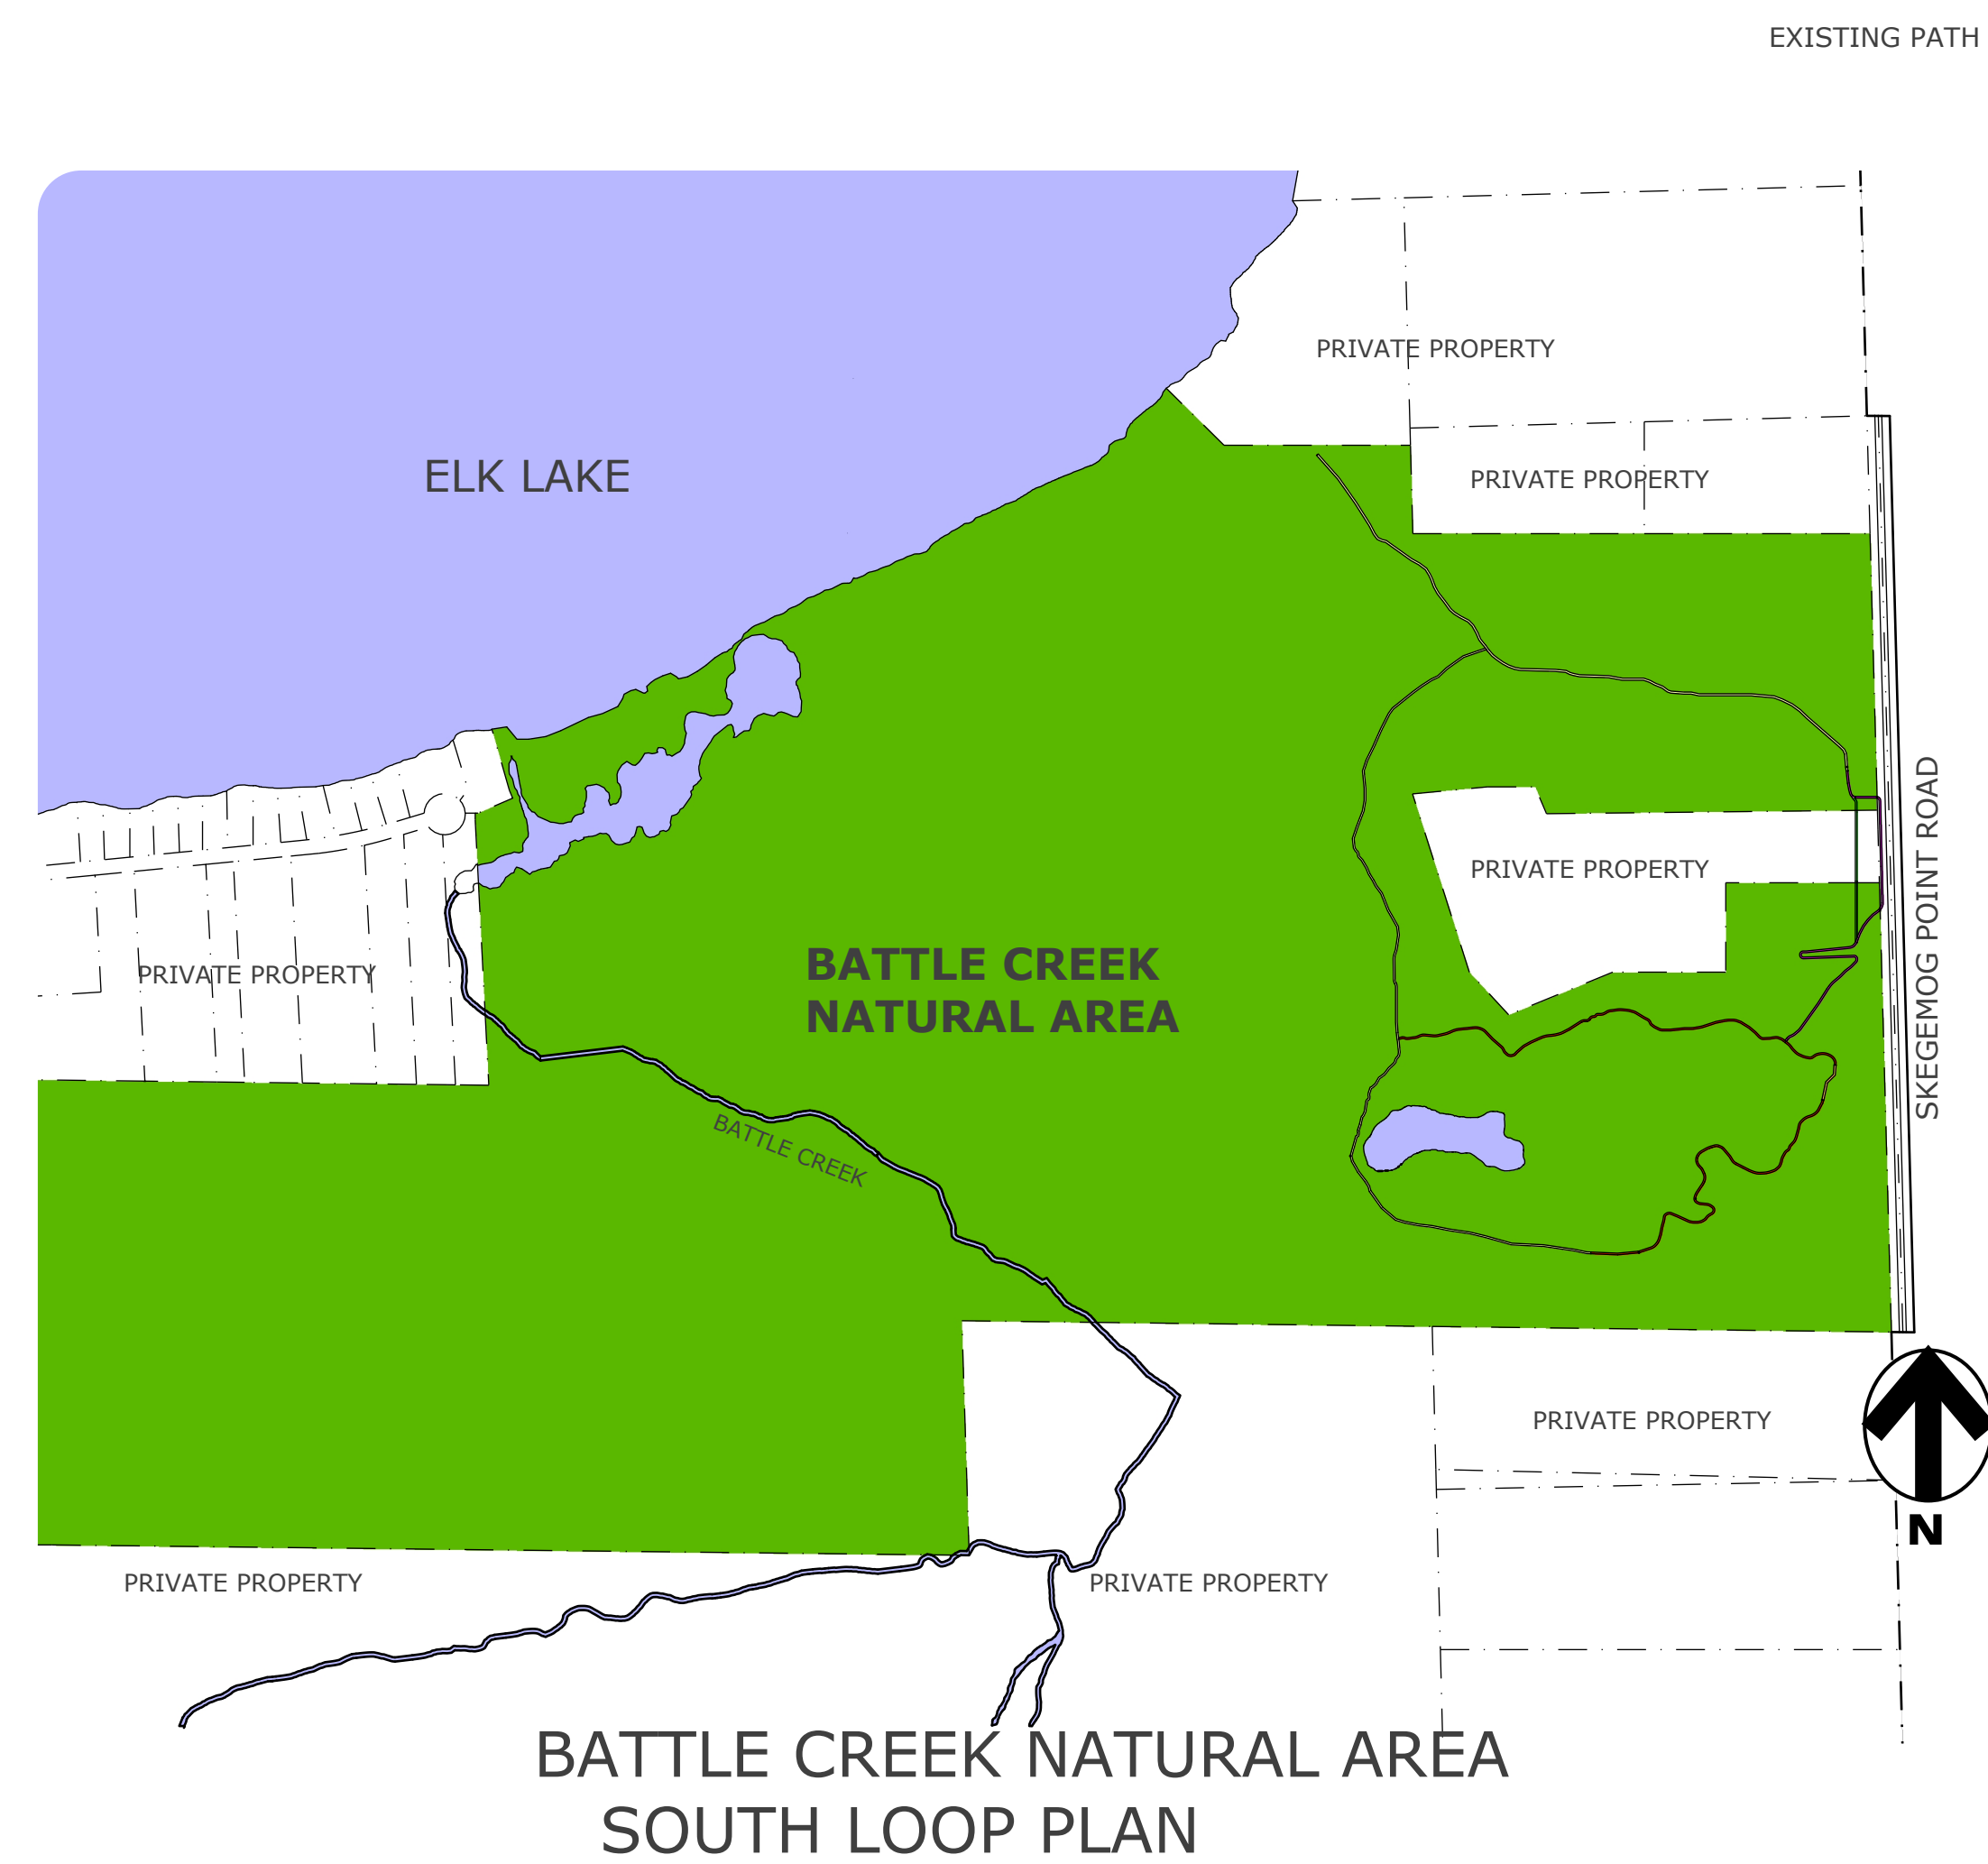 EXISTING PATH
PRIVATE PROPERTY
ELK LAKE
PRIVATE PROPERTY
PRIVATE PROPERTY
SKEGEMOG POINT ROAD
BATTLE CREEK
NATURAL AREA
PRIVATE PROPERTY
BATTLE CREEK
PRIVATE PROPERTY
N
PRIVATE PROPERTY
PRIVATE PROPERTY
BATTLE CREEK NATURAL AREA
SOUTH LOOP PLAN